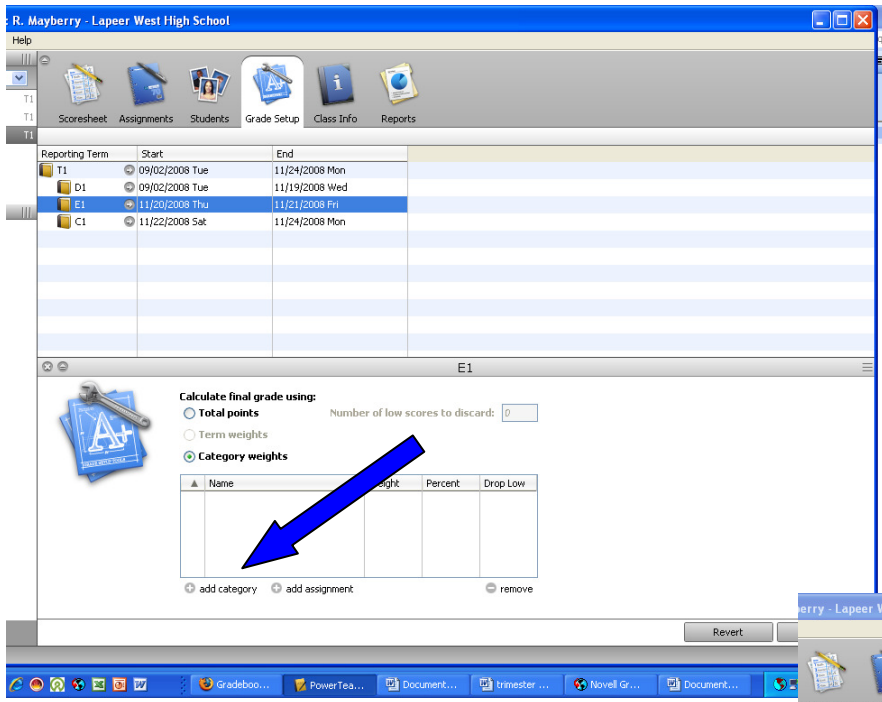 : R. Mayberry - Lapeer West High School
Help
T1
T1
T1
Scoresheet Assignments Students Grade Setup Class Info Reports
Reporting Term Start End
T1 09/02/2008 Tue 11/24/2008 Mon
D1 09/02/2008 Tue 11/19/2008 Wed
E1 11/20/2008 Thu 11/21/2008 Fri
C1 11/22/2008 Sat 11/24/2008 Mon
E1
Calculate final grade using:
Total points Number of low scores to discard: 0
Term weights
Category weights
Name eight Percent Drop Low
add category add assignment remove
erry - Lapeer W
Revert
Gradeboo... PowerTea... Document... trimester ... Novell Gr... Document...